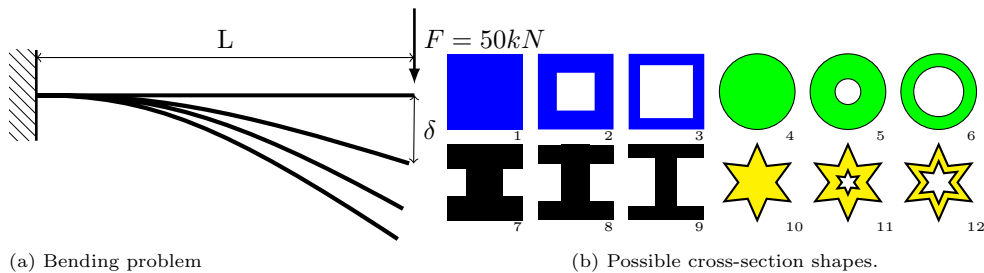 L
F = 50kN
δ
1 2 3 4 5 6
7 8 9 10 11 12
(a) Bending problem
(b) Possible cross-section shapes.